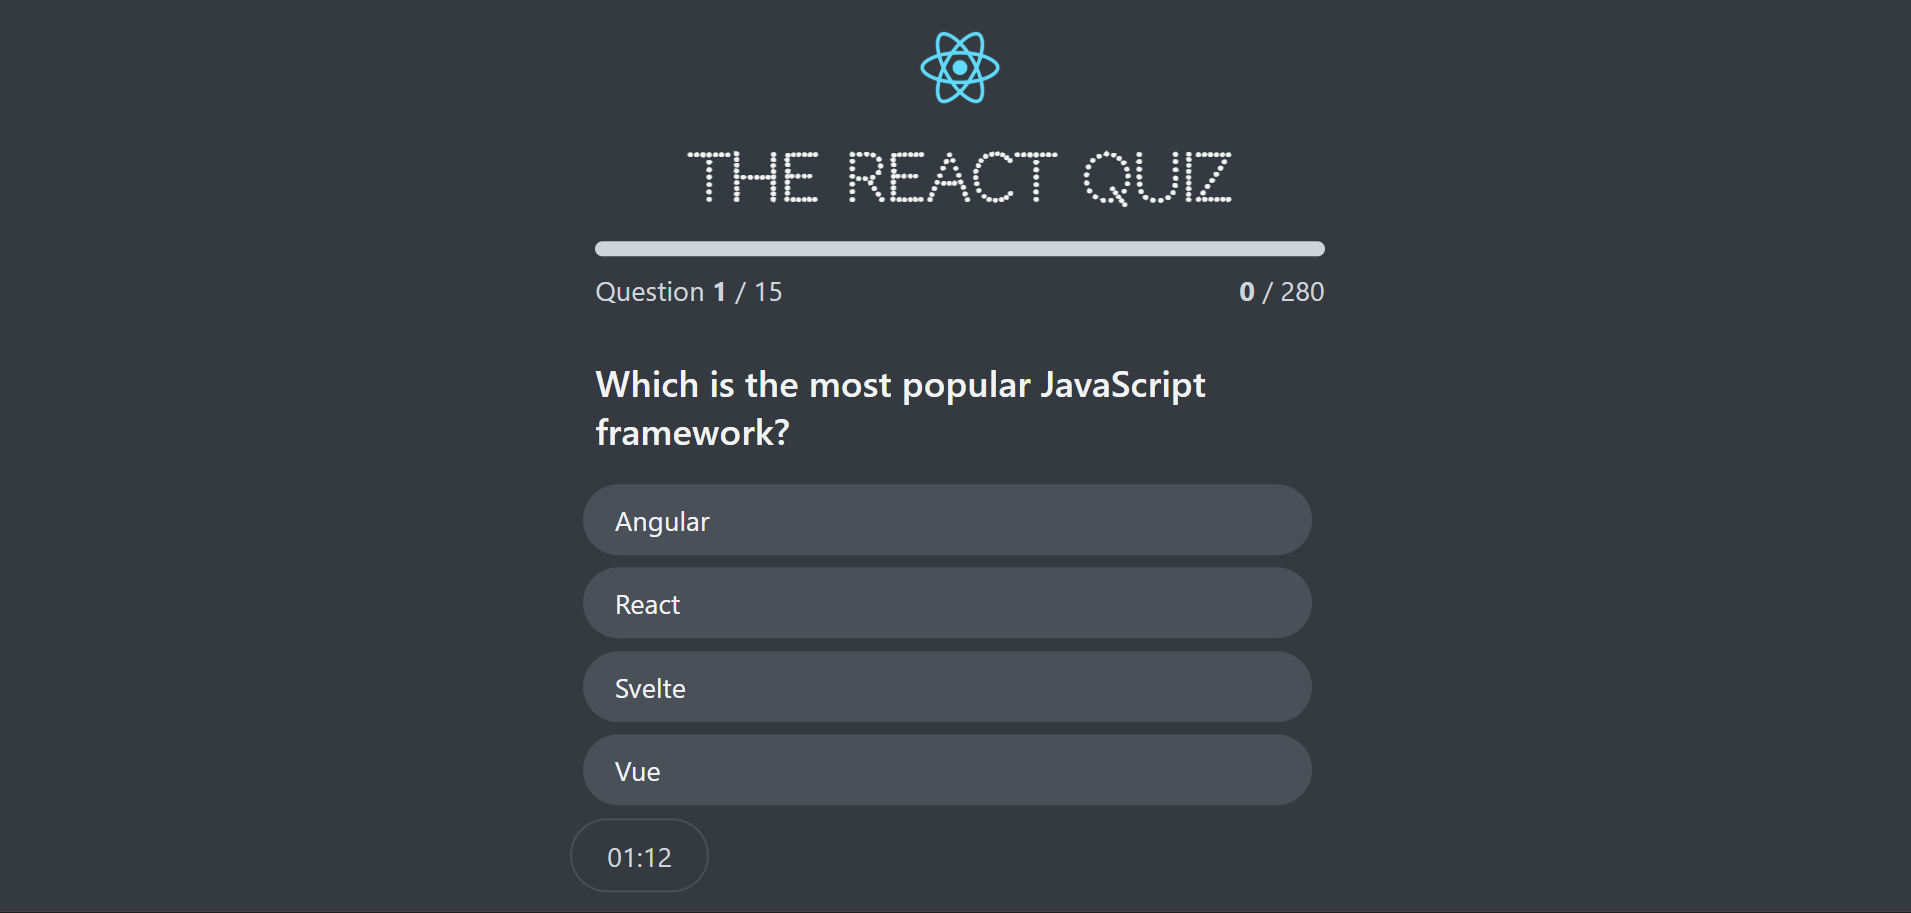 THE REACT QUIZ
Question 1 / 15
0 / 280
Which is the most popular JavaScript
framework?
Angular
React
Svelte
Vue
01:12